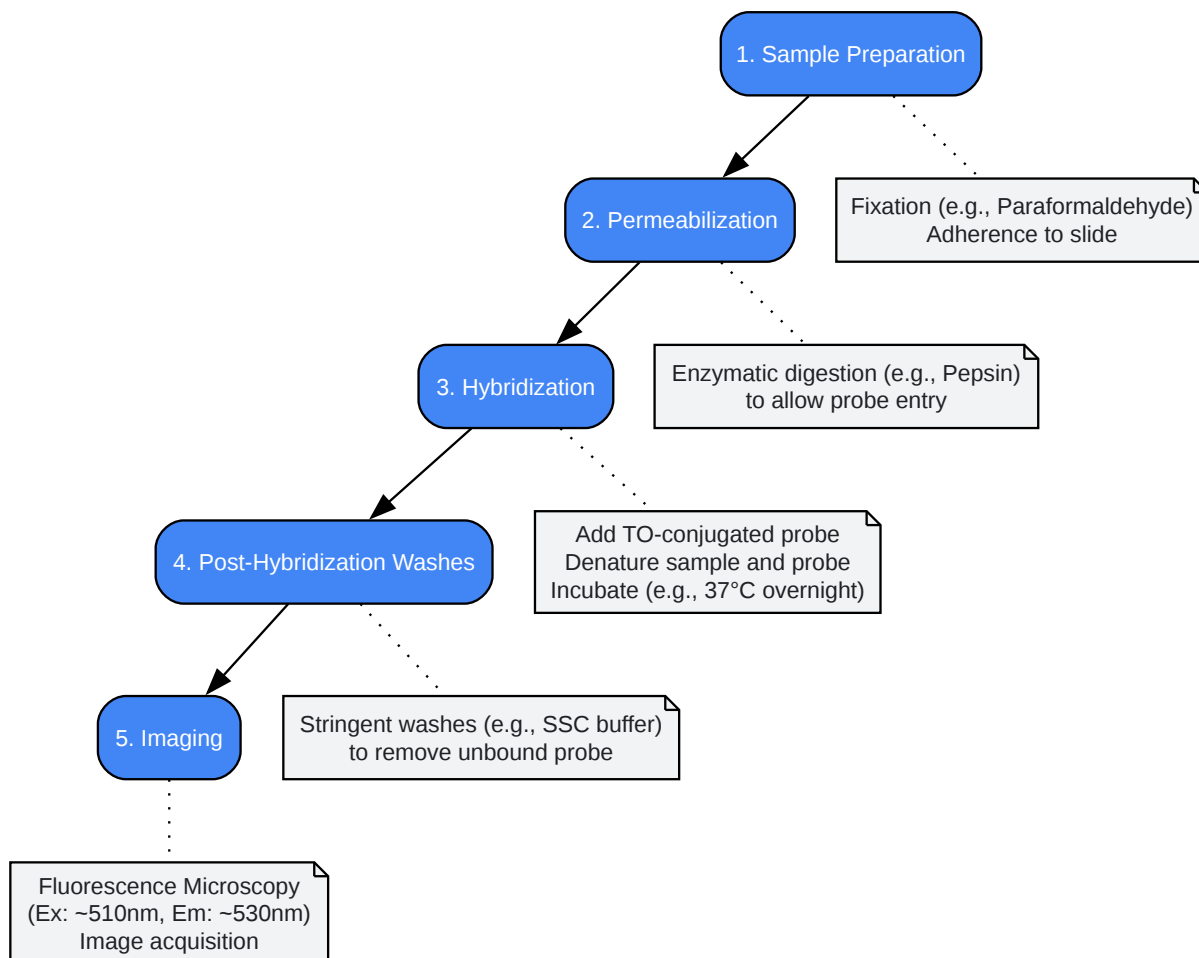 1. Sample Preparation
Fixation (e.g., Paraformaldehyde)
Adherence to slide
2. Permeabilization
Enzymatic digestion (e.g., Pepsin)
to allow probe entry
3. Hybridization
Add TO-conjugated probe
Denature sample and probe
Incubate (e.g., 37°C overnight)
4. Post-Hybridization Washes
Stringent washes (e.g., SSC buffer)
to remove unbound probe
5. Imaging
Fluorescence Microscopy
(Ex: ~510nm, Em: ~530nm)
Image acquisition